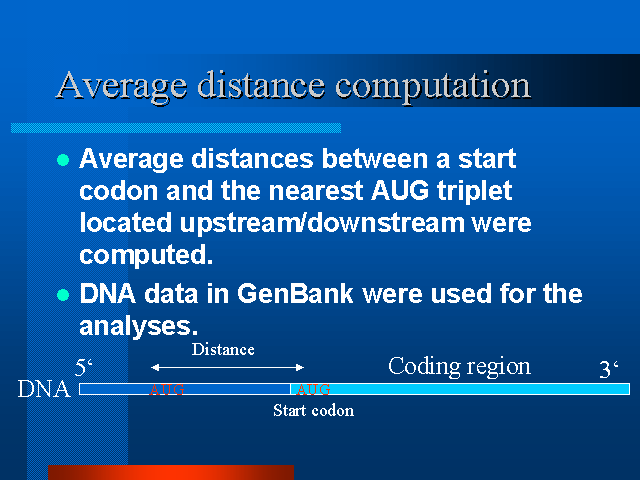 Average distance computation
Average distances between a start
codon and the nearest AUG triplet
located upstream/downstream were
computed.
DNA data in GenBank were used for the
analyses.
Distance
5‘
Coding region
3‘
DNA
AUG
AUG
Start codon